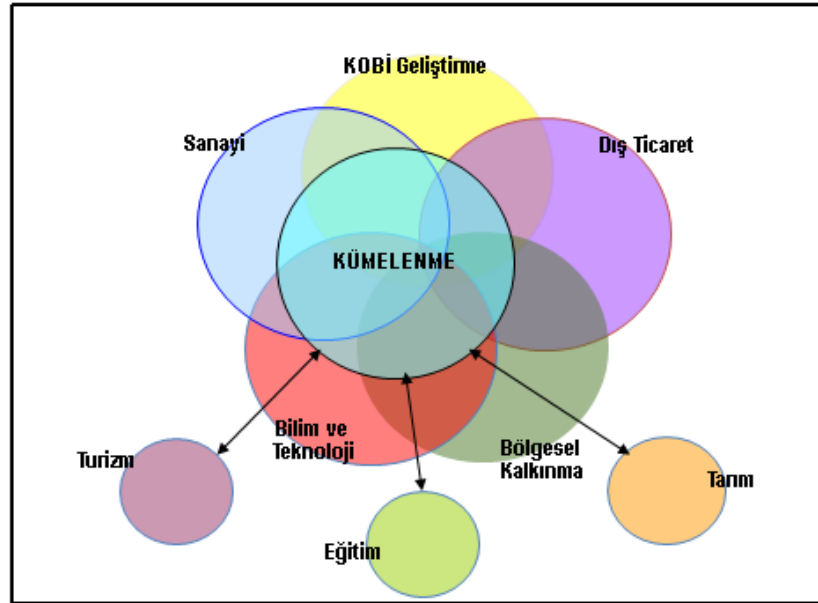 KOBİ Geliştirme
Sanayi
Dış Ticaret
KÜMELENME
Bilim ve
Teknoloji
Bölgesel
Kalkınma
Turizm
Tarım
Eğitim